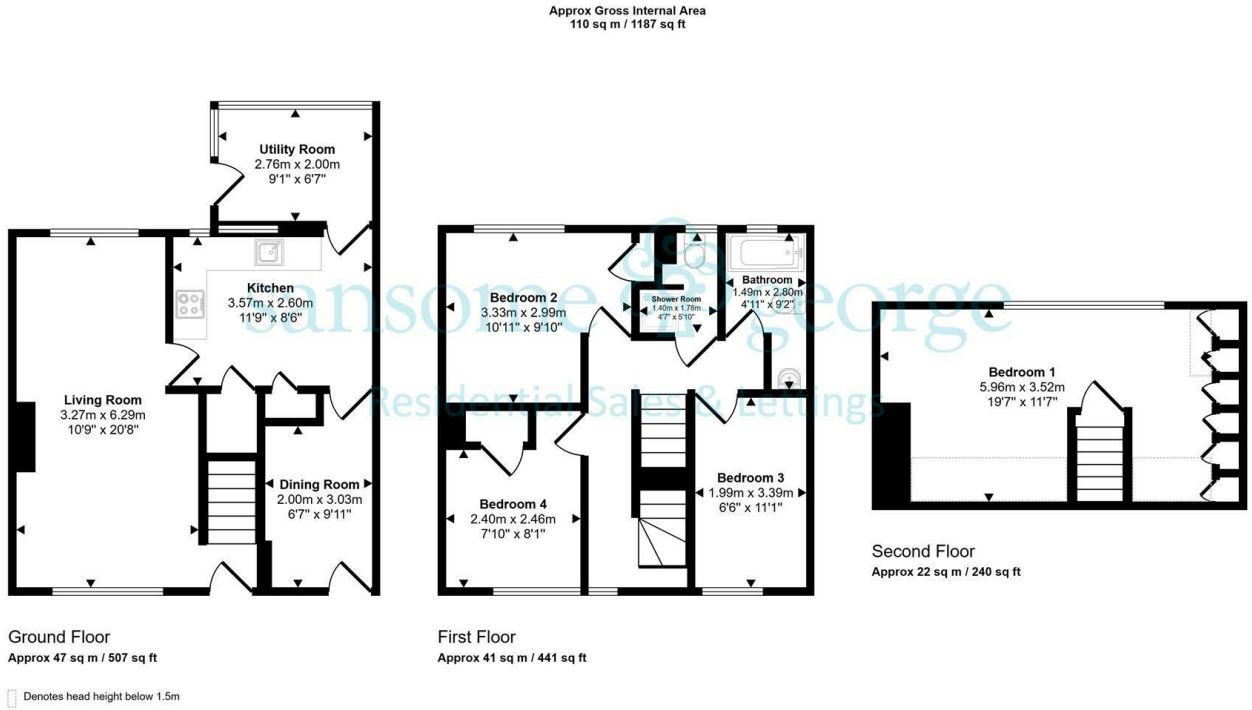 Approx Gross Internal Area
110 sq m / 1187 sq ft
Utility Room
2.76m x 2.00m
9'1" x 6'7"
Kitchen
3.57m x 2.60m
11'9" x 8'6"
Living Room
3.27m x 6.29m
10'9" x 20'8"
Dining Room
2.00m x 3.03m
6'7" x 9'11"
Ground Floor
Approx 47 sq m / 507 sq ft
Bedroom 2
3.33m x 2.99m
10'11" x 9'10"
Shower Room
1.40m x 1.78m
4'7" x 5'10"
Bathroom
1.49m x 2.80m
4'11" x 9'2"
Bedroom 4
2.40m x 2.46m
7'10" x 8'1"
Bedroom 3
1.99m x 3.39m
6'6" x 11'1"
First Floor
Approx 41 sq m / 441 sq ft
Bedroom 1
5.96m x 3.52m
19'7" x 11'7"
Second Floor
Approx 22 sq m / 240 sq ft
sansome george
Residential Sales & Lettings
Denotes head height below 1.5m